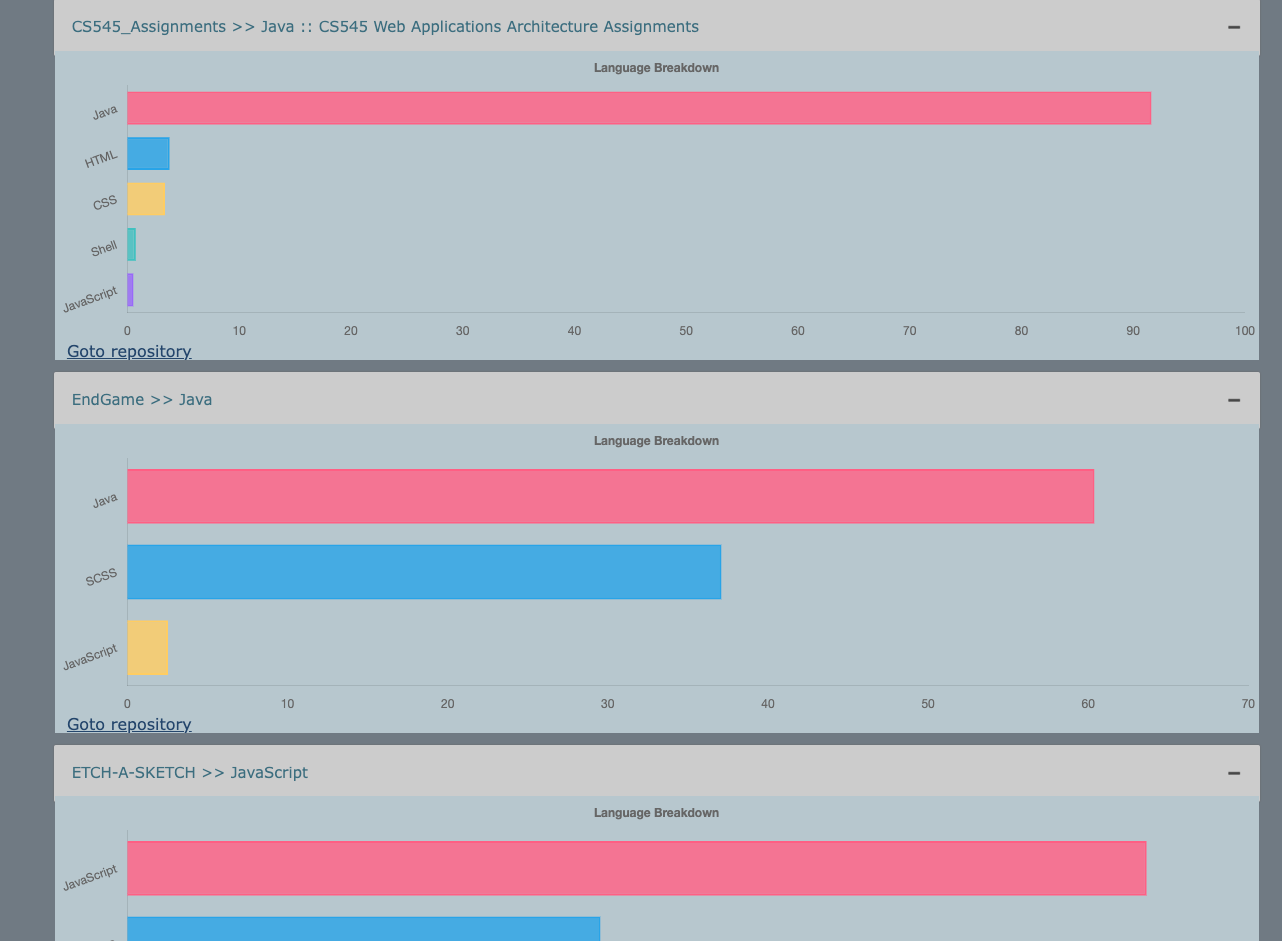 CS545_Assignments >> Java :: CS545 Web Applications Architecture Assignments
Language Breakdown
Java
HTML
CSS
Shell
JavaScript
0 10 20 30 40 50 60 70 80 90 100
Goto repository
EndGame >> Java
Language Breakdown
Java
SCSS
JavaScript
0 10 20 30 40 50 60 70
Goto repository
ETCH-A-SKETCH >> JavaScript
Language Breakdown
JavaScript